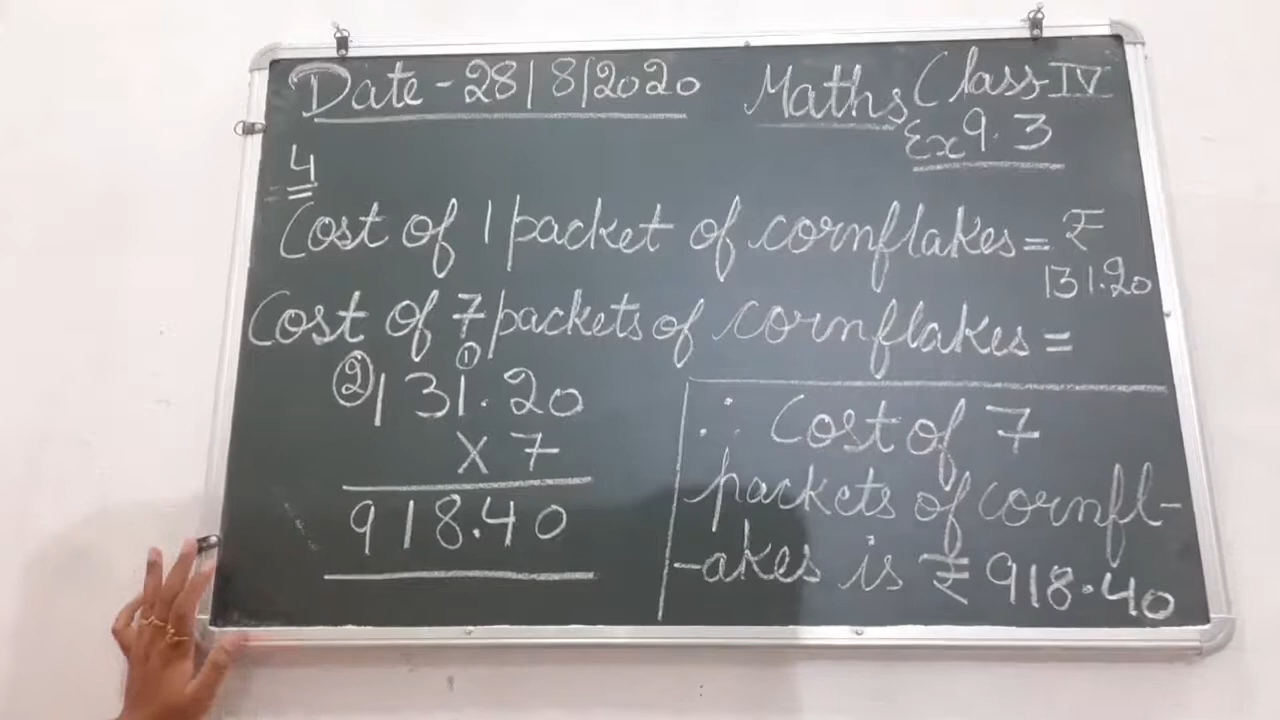 Date - 28/8/2020 Maths Class-IV
Ex 9.3
4
Cost of 1 packet of cornflakes = ₹
131.20
Cost of 7 packets of cornflakes =
② ①
131.20
x 7
918.40
∴ Cost of 7
packets of cornfl-
-akes is ₹ 918.40